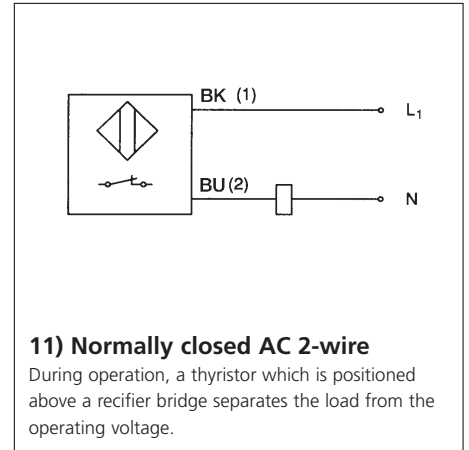 BK (1)
L₁
BU(2)
N
11) Normally closed AC 2-wire
During operation, a thyristor which is positioned
above a recifier bridge separates the load from the
operating voltage.